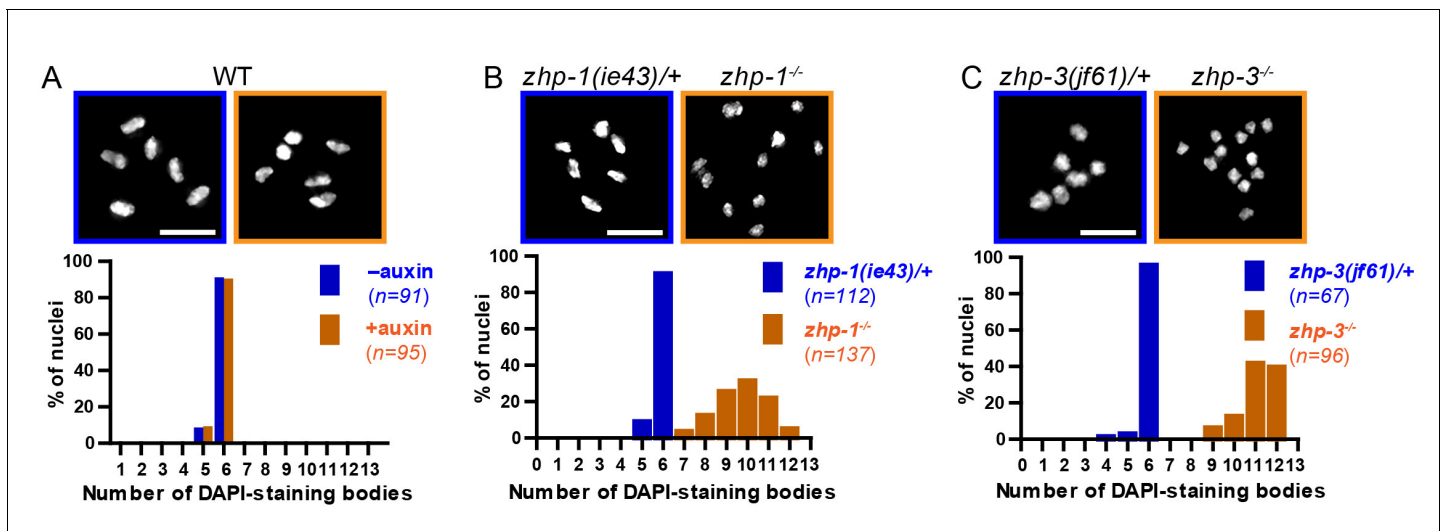 A
WT
100
80
60
40
20
0
% of nuclei
1 2 3 4 5 6 7 8 9 10 11 12 13
Number of DAPI-staining bodies
–auxin
(n=91)
+auxin
(n=95)
B
zhp-1(ie43)/+ zhp-1-/-
100
80
60
40
20
0
% of nuclei
0 1 2 3 4 5 6 7 8 9 10 11 12 13
Number of DAPI-staining bodies
zhp-1(ie43)/+
(n=112)
zhp-1-/-
(n=137)
C
zhp-3(jf61)/+ zhp-3-/-
100
80
60
40
20
0
% of nuclei
0 1 2 3 4 5 6 7 8 9 10 11 12 13
Number of DAPI-staining bodies
zhp-3(jf61)/+
(n=67)
zhp-3-/-
(n=96)